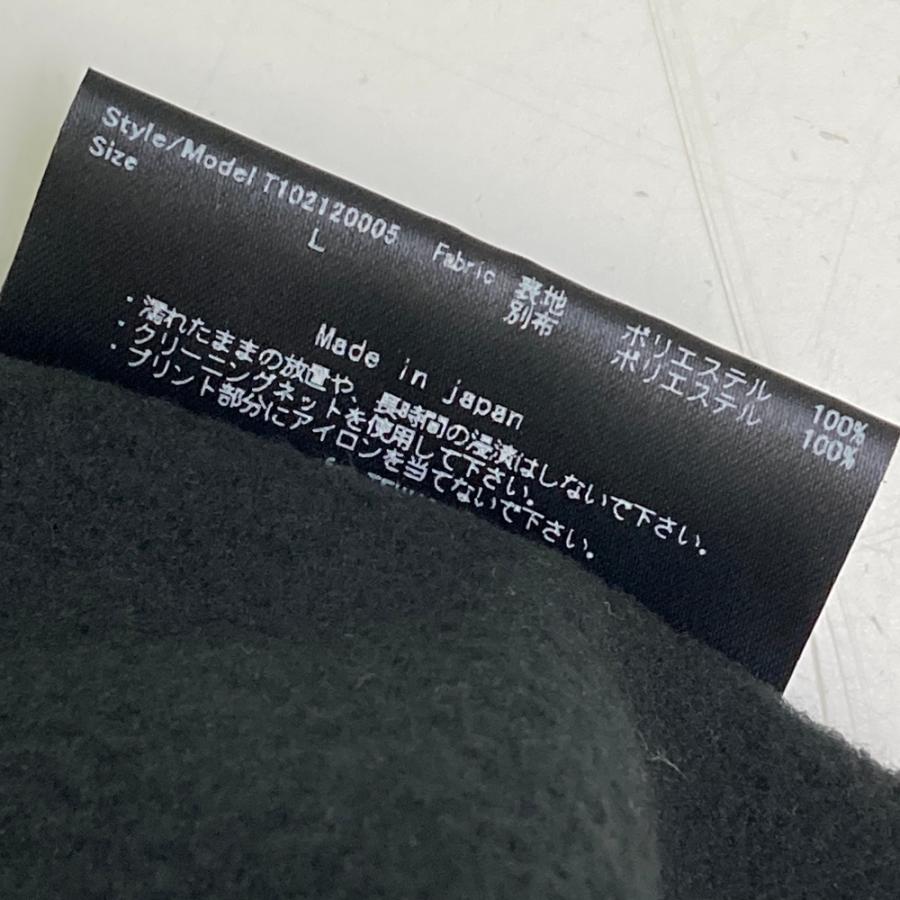 Style/Model T102120005
Size L
Fabric 表地 ポリエステル 100%
別布 ポリエステル 100%
Made in japan
・濡れたままの放置や、長時間の浸漬はしないで下さい。
・クリーニングネットを使用して下さい。
・プリント部分にアイロンを当てないで下さい。